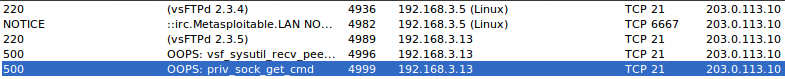 220 (vsFTPd 2.3.4) 4936 192.168.3.5 (Linux) TCP 21 203.0.113.10
NOTICE ::irc.Metasploitable.LAN NO... 4982 192.168.3.5 (Linux) TCP 6667 203.0.113.10
220 (vsFTPd 2.3.5) 4989 192.168.3.13 TCP 21 203.0.113.10
500 OOPS: vsf_sysutil_recv_pee... 4996 192.168.3.13 TCP 21 203.0.113.10
500 OOPS: priv_sock_get_cmd 4999 192.168.3.13 TCP 21 203.0.113.10